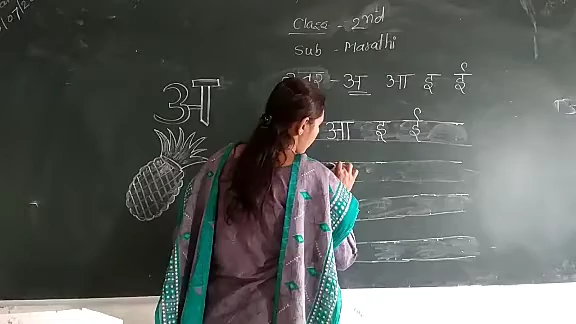 Class - 2nd
Sub - Marathi
- अ आ इ ई
अ
आ इ ई